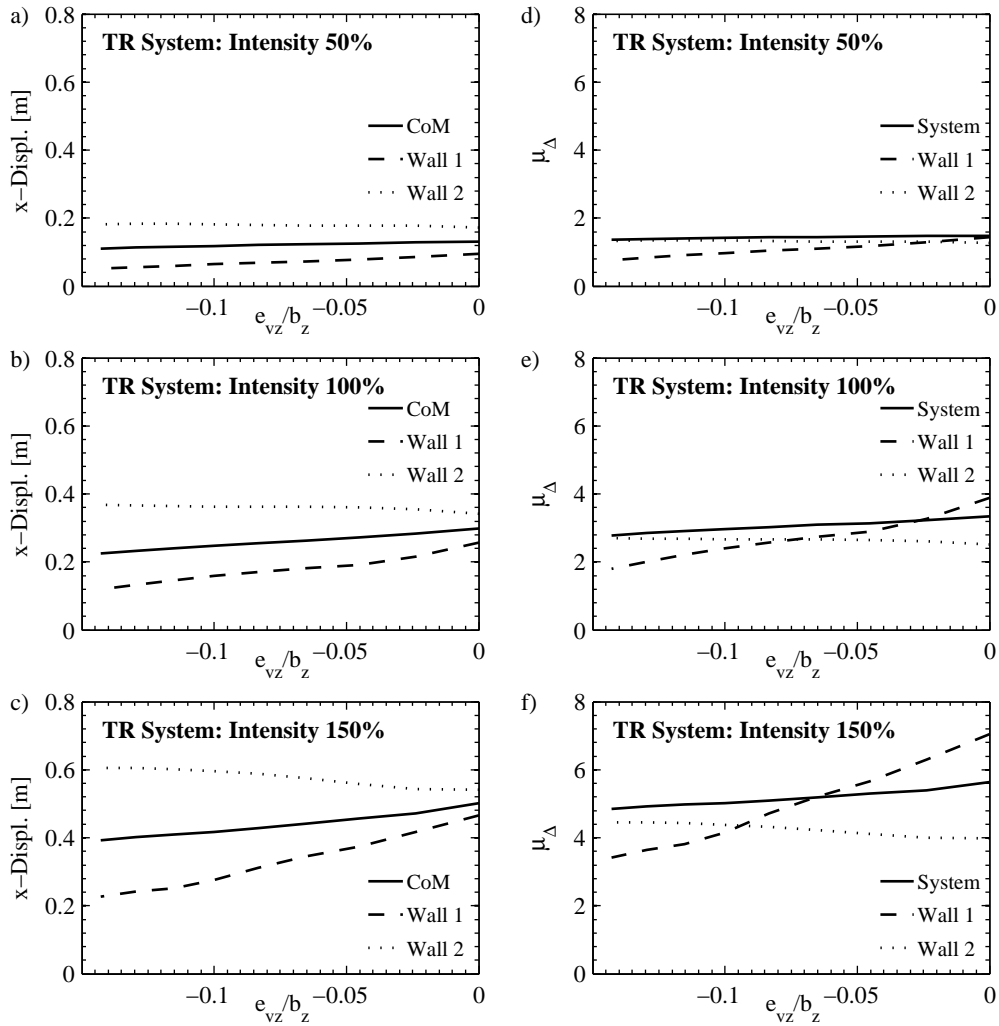 a)
TR System: Intensity 50%
x−Displ. [m]
0.8
0.6
0.4
0.2
0
CoM
Wall 1
Wall 2
−0.1
−0.05
0
e_vz/b_z
d)
TR System: Intensity 50%
μ_Δ
8
6
4
2
0
System
Wall 1
Wall 2
−0.1
−0.05
0
e_vz/b_z
b)
TR System: Intensity 100%
x−Displ. [m]
0.8
0.6
0.4
0.2
0
CoM
Wall 1
Wall 2
−0.1
−0.05
0
e_vz/b_z
e)
TR System: Intensity 100%
μ_Δ
8
6
4
2
0
System
Wall 1
Wall 2
−0.1
−0.05
0
e_vz/b_z
c)
TR System: Intensity 150%
x−Displ. [m]
0.8
0.6
0.4
0.2
0
CoM
Wall 1
Wall 2
−0.1
−0.05
0
e_vz/b_z
f)
TR System: Intensity 150%
μ_Δ
8
6
4
2
0
System
Wall 1
Wall 2
−0.1
−0.05
0
e_vz/b_z